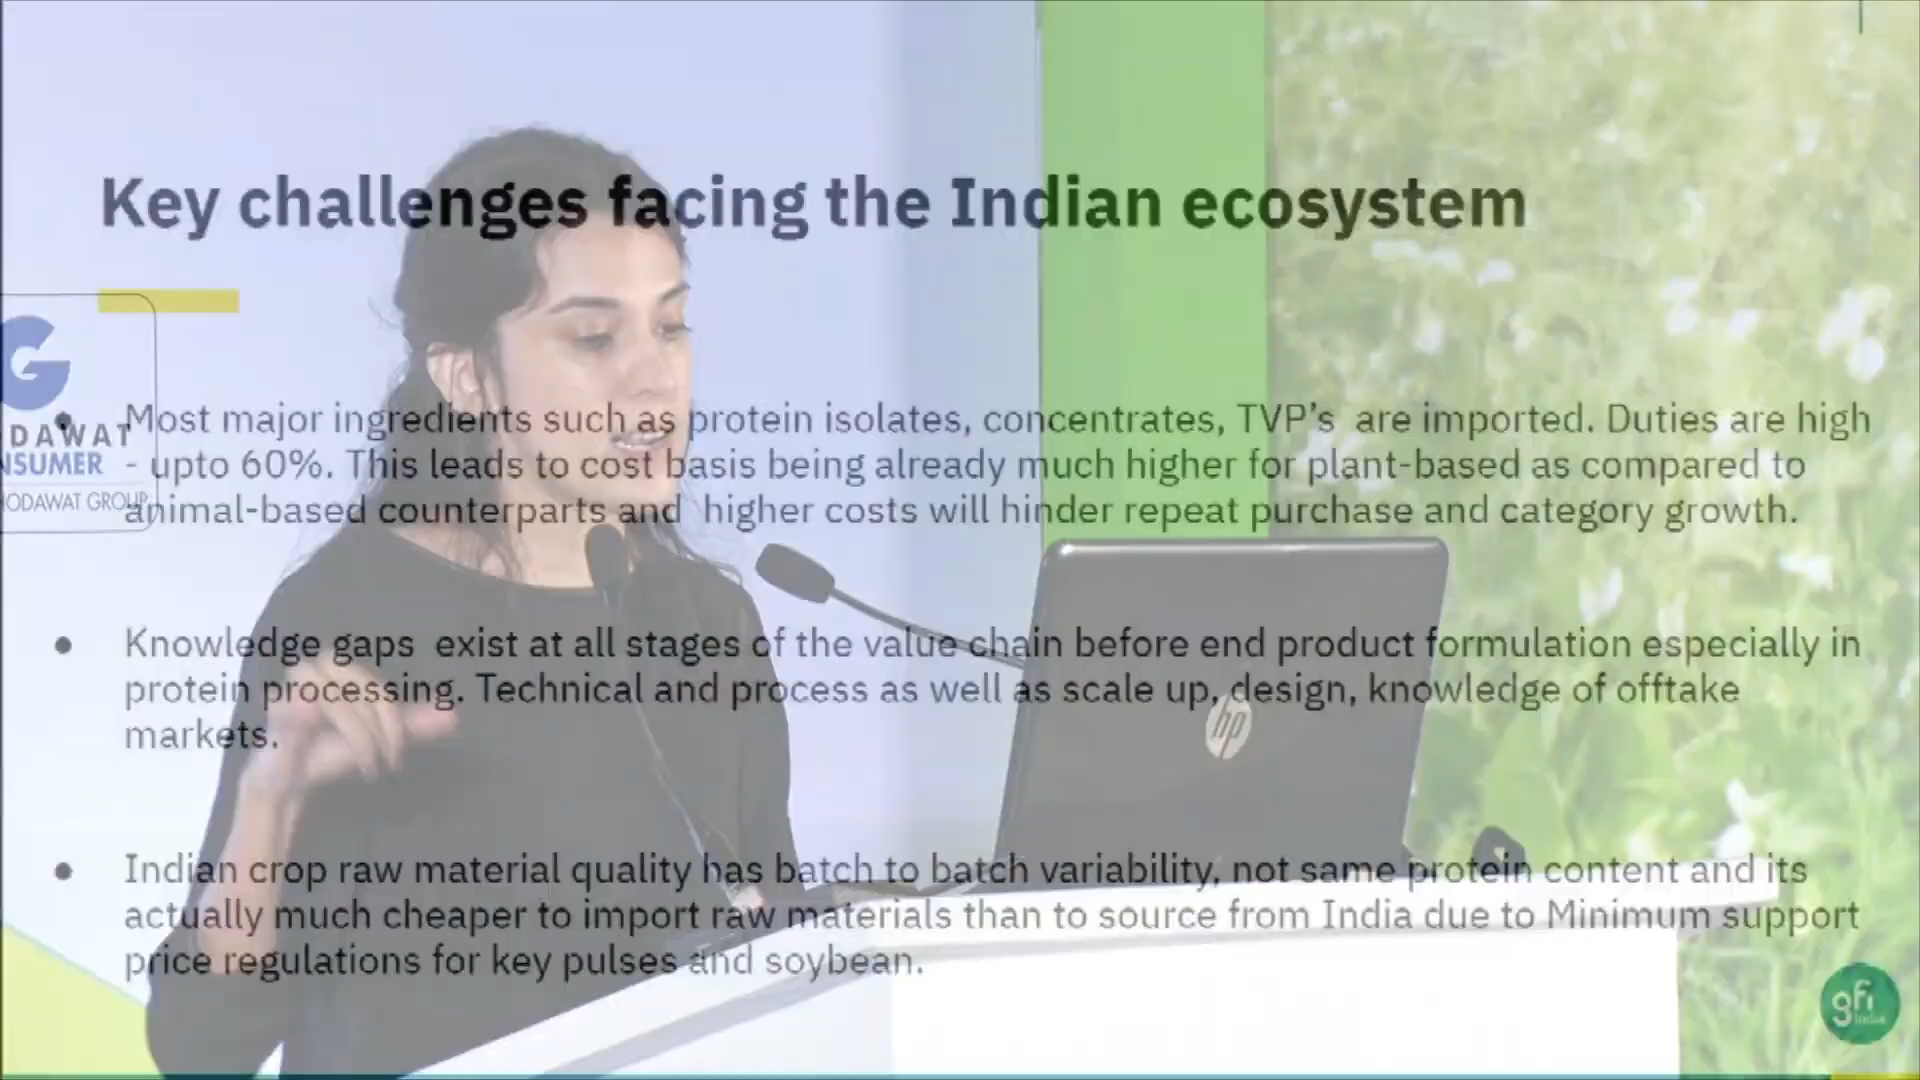 Key challenges facing the Indian ecosystem
G
DAWAT
NSUMER
ODAWAT GROUP
Most major ingredients such as protein isolates, concentrates, TVP's are imported. Duties are high
- upto 60%. This leads to cost basis being already much higher for plant-based as compared to
animal-based counterparts and higher costs will hinder repeat purchase and category growth.
Knowledge gaps exist at all stages of the value chain before end product formulation especially in
protein processing. Technical and process as well as scale up, design, knowledge of offtake
markets.
hp
Indian crop raw material quality has batch to batch variability, not same protein content and its
actually much cheaper to import raw materials than to source from India due to Minimum support
price regulations for key pulses and soybean.
gfi
India